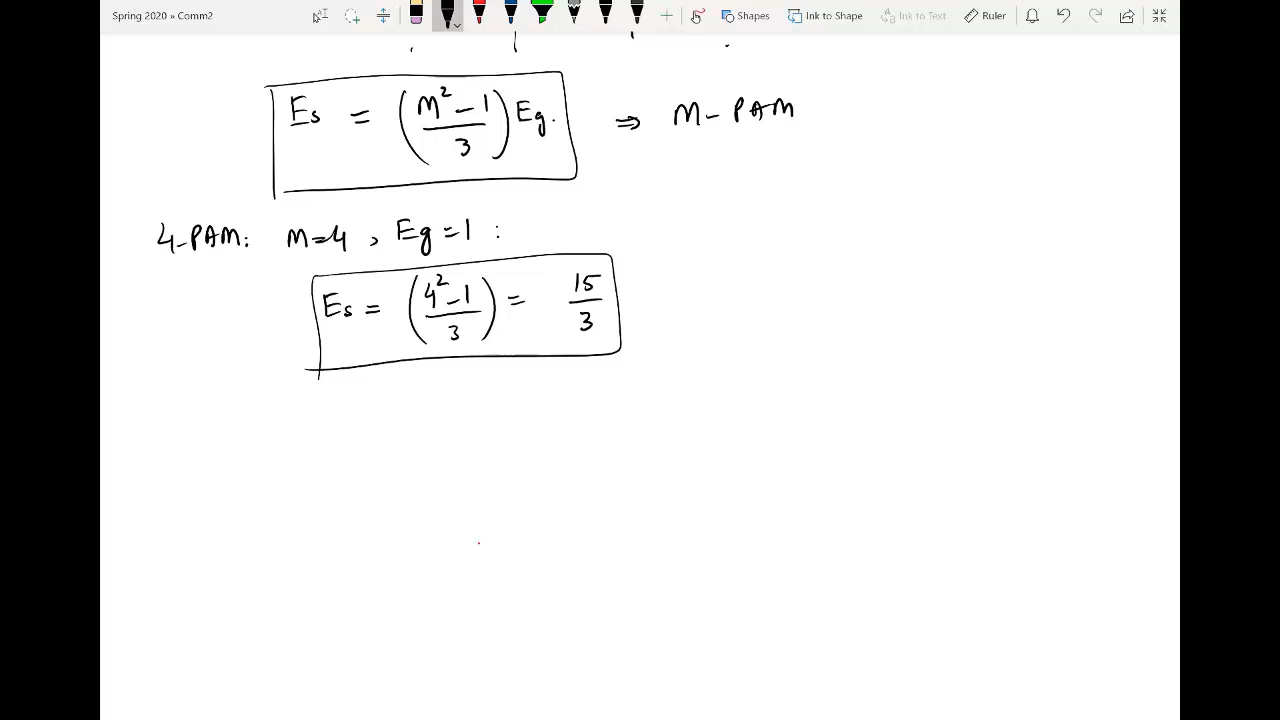 Spring 2020 » Comm2 Shapes Ink to Shape Ink to Text Ruler
Es = (M² - 1 / 3) Eg. ⇒ M-PAM
4-PAM: M=4, Eg=1:
Es = (4² - 1 / 3) = 15 / 3